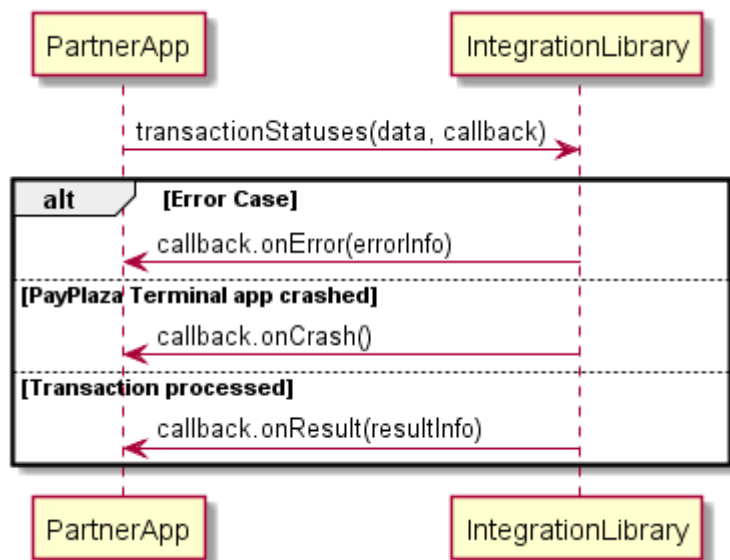 PartnerApp IntegrationLibrary
transactionStatuses(data, callback)
alt [Error Case]
callback.onError(errorInfo)
[PayPlaza Terminal app crashed]
callback.onCrash()
[Transaction processed]
callback.onResult(resultInfo)
PartnerApp IntegrationLibrary